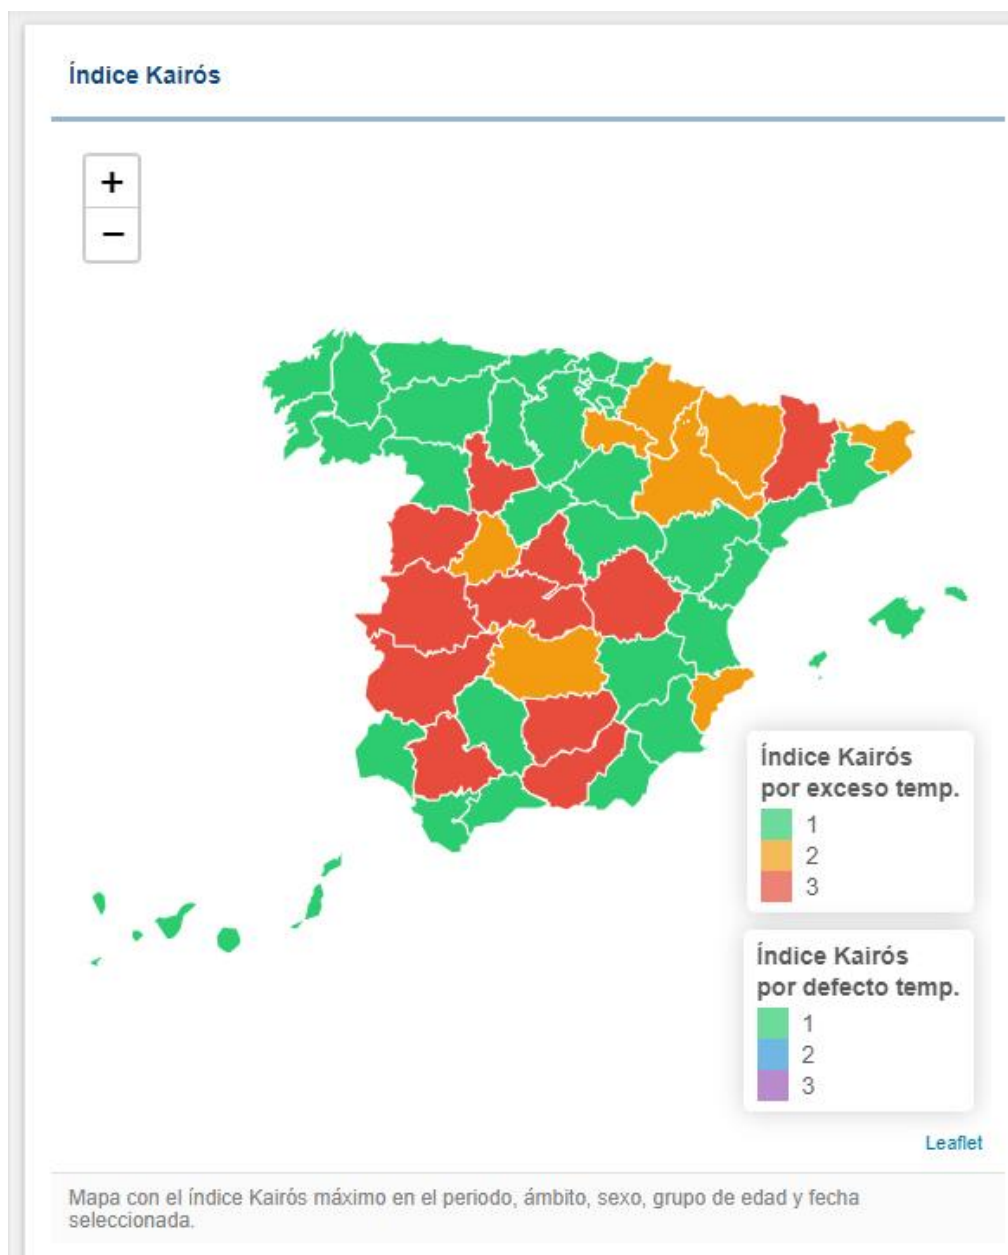 Índice Kairós
+
−
Índice Kairós
por exceso temp.
1
2
3
Índice Kairós
por defecto temp.
1
2
3
Leaflet
Mapa con el índice Kairós máximo en el periodo, ámbito, sexo, grupo de edad y fecha
seleccionada.